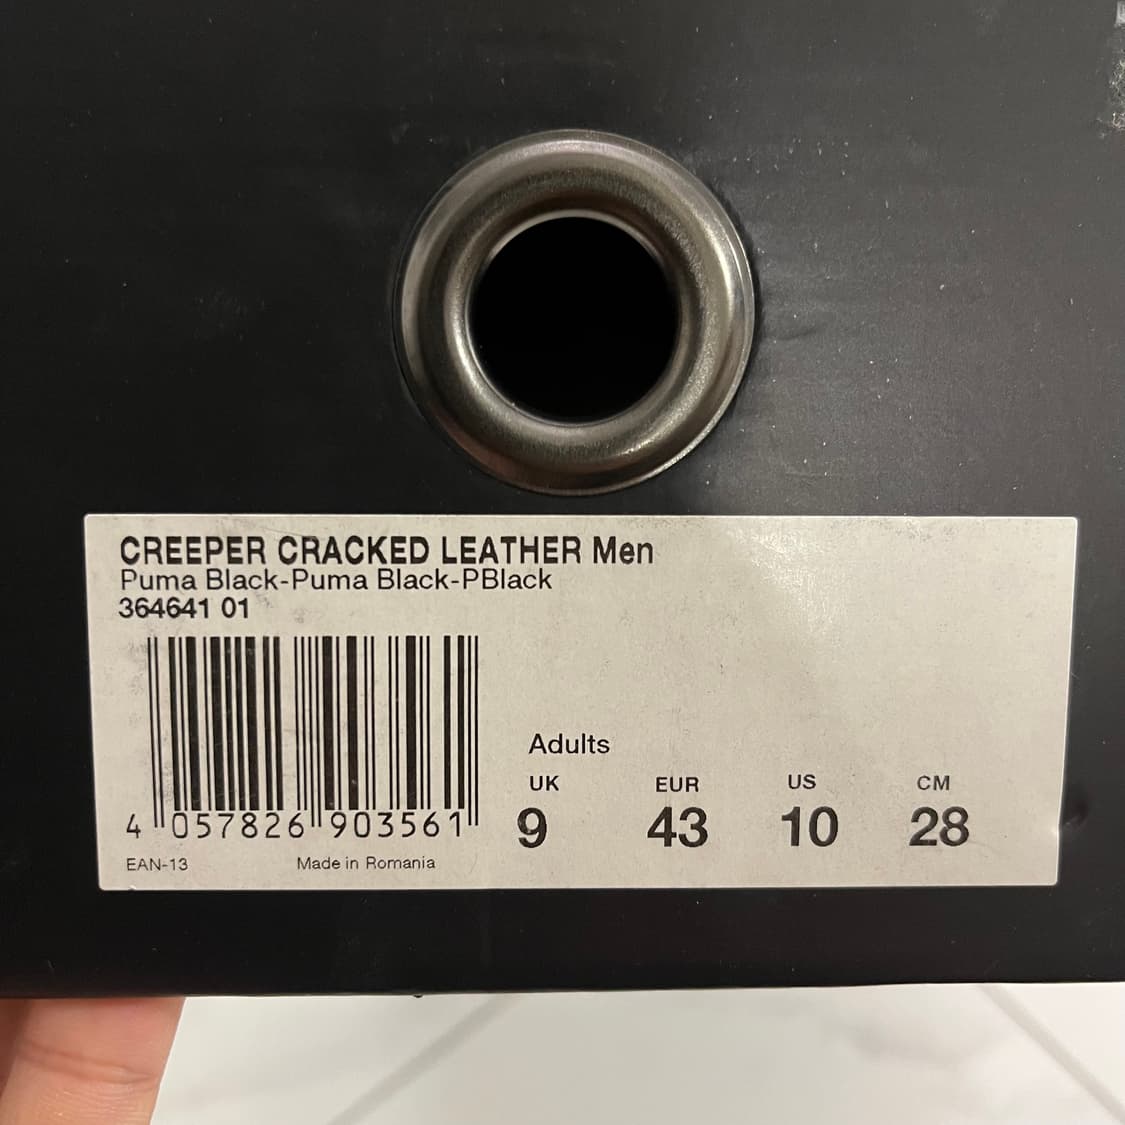 CREEPER CRACKED LEATHER Men
Puma Black-Puma Black-PBlack
364641 01
Adults
UK EUR US CM
9 43 10 28
4 057826 903561
EAN-13 Made in Romania